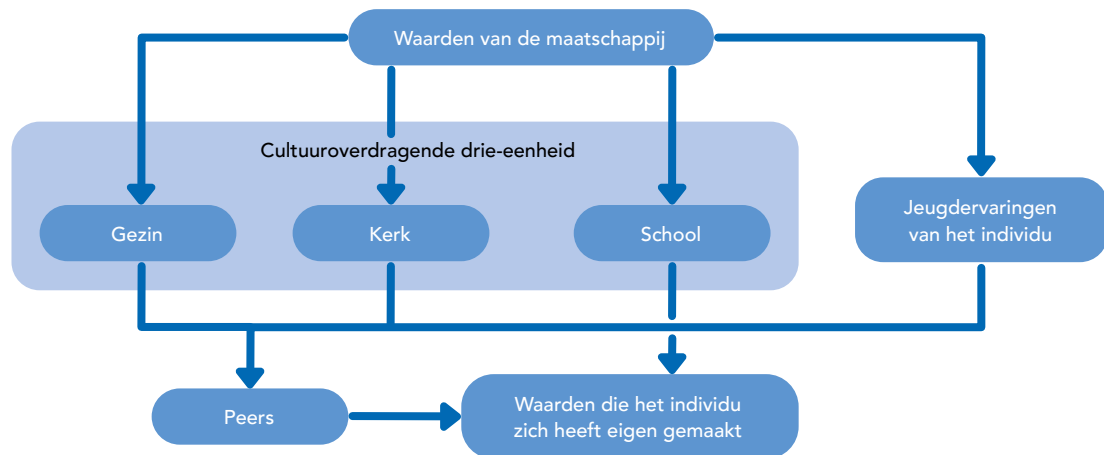 Waarden van de maatschappij
Cultuuroverdragende drie-eenheid
Gezin
Kerk
School
Jeugdervaringen
van het individu
Peers
Waarden die het individu
zich heeft eigen gemaakt